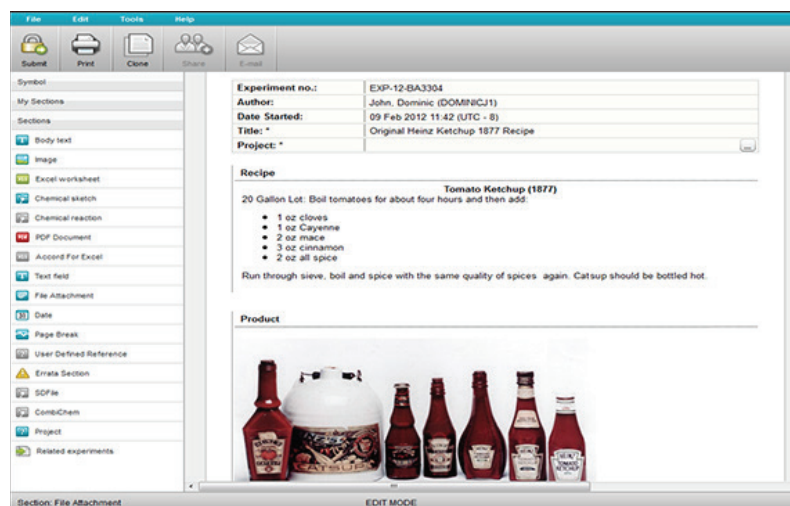 File Edit Tools Help
Submit Print Clone Share E-mail
Symbol
My Sections
Sections
Body text
Image
Excel worksheet
Chemical sketch
Chemical reaction
PDF Document
Accord For Excel
Text field
File Attachment
Date
Page Break
User Defined Reference
Errata Section
SDFile
CombiChem
Project
Related experiments
Experiment no.: EXP-12-BA3304
Author: John, Dominic (DOMINICJ1)
Date Started: 09 Feb 2012 11:42 (UTC - 8)
Title: * Original Heinz Ketchup 1877 Recipe
Project: * ...
Recipe
Tomato Ketchup (1877)
20 Gallon Lot: Boil tomatoes for about four hours and then add:
• 1 oz cloves
• 1 oz Cayenne
• 2 oz mace
• 3 oz cinnamon
• 2 oz all spice
Run through sieve, boil and spice with the same quality of spices again. Catsup should be bottled hot.
Product
CATSUP
HEINZ
HEINZ
TOMATO
KETCHUP
Section: File Attachment EDIT MODE